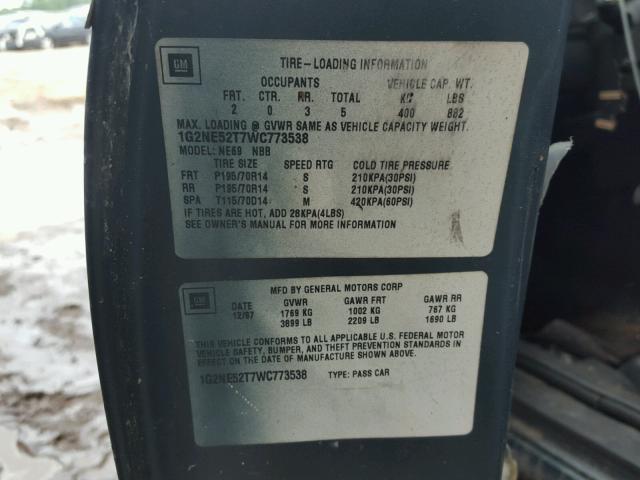 GM
TIRE-LOADING INFORMATION
OCCUPANTS VEHICLE CAP. WT.
FRT. CTR. RR. TOTAL KG LBS
2 0 3 5 400 882
MAX. LOADING @ GVWR SAME AS VEHICLE CAPACITY WEIGHT.
1G2NE52T7WC773538
MODEL: NE69 NBB
TIRE SIZE SPEED RTG COLD TIRE PRESSURE
FRT P195/70R14 S 210KPA(30PSI)
RR P195/70R14 S 210KPA(30PSI)
SPA T115/70D14 M 420KPA(60PSI)
IF TIRES ARE HOT, ADD 28KPA(4LBS)
SEE OWNER'S MANUAL FOR MORE INFORMATION
GM
MFD BY GENERAL MOTORS CORP
DATE GVWR GAWR FRT GAWR RR
12/97 1769 KG 1002 KG 767 KG
3899 LB 2209 LB 1690 LB
THIS VEHICLE CONFORMS TO ALL APPLICABLE U.S. FEDERAL MOTOR
VEHICLE SAFETY, BUMPER, AND THEFT PREVENTION STANDARDS IN
EFFECT ON THE DATE OF MANUFACTURE SHOWN ABOVE.
1G2NE52T7WC773538 TYPE: PASS CAR